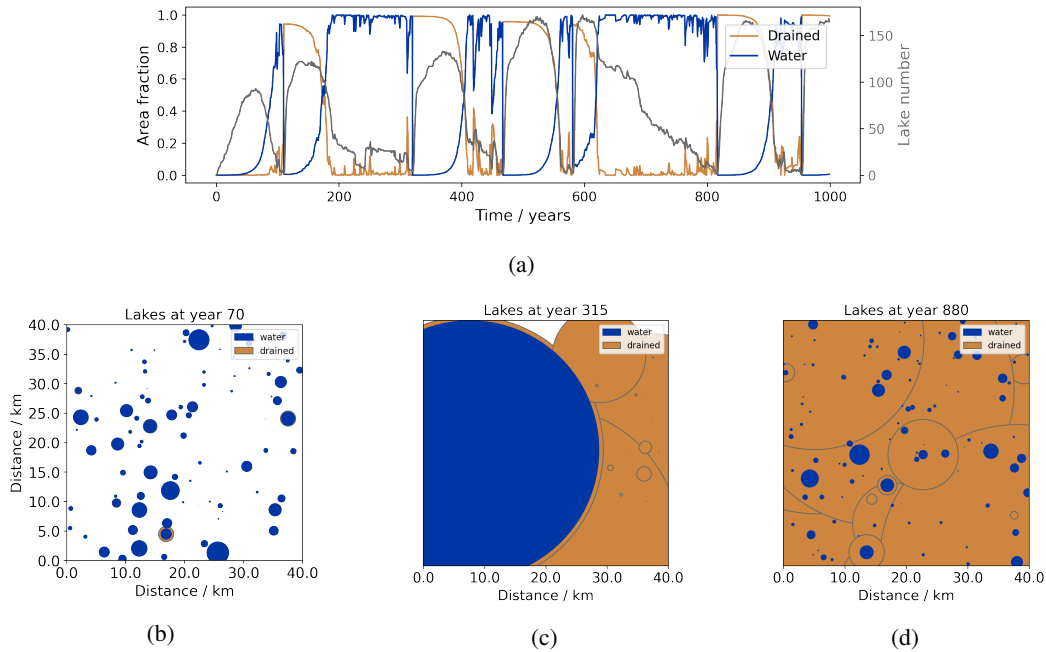 1.0
0.8
0.6
0.4
0.2
0.0
Area fraction
Drained
Water
150
100
50
0
Lake number
0 200 400 600 800 1000
Time / years
(a)
Lakes at year 70
water
drained
40.0
35.0
30.0
25.0
20.0
15.0
10.0
5.0
0.0
Distance / km
0.0 10.0 20.0 30.0 40.0
Distance / km
(b)
Lakes at year 315
water
drained
0.0 10.0 20.0 30.0 40.0
Distance / km
(c)
Lakes at year 880
water
drained
0.0 10.0 20.0 30.0 40.0
Distance / km
(d)